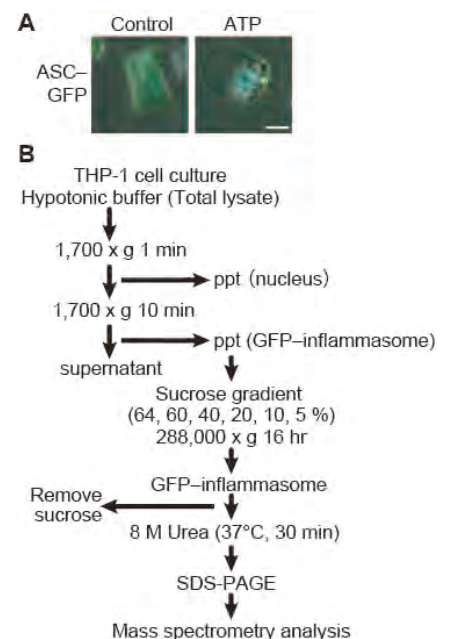 A
Control ATP
ASC–
GFP
B
THP-1 cell culture
Hypotonic buffer (Total lysate)
1,700 x g 1 min
ppt (nucleus)
1,700 x g 10 min
ppt (GFP–inflammasome)
supernatant
Sucrose gradient
(64, 60, 40, 20, 10, 5 %)
288,000 x g 16 hr
GFP–inflammasome
Remove
sucrose
8 M Urea (37°C, 30 min)
SDS-PAGE
Mass spectrometry analysis